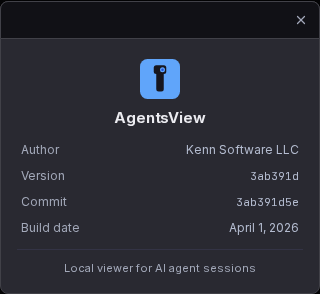 AgentsView
Author Kenn Software LLC
Version 3ab391d
Commit 3ab391d5e
Build date April 1, 2026
Local viewer for AI agent sessions